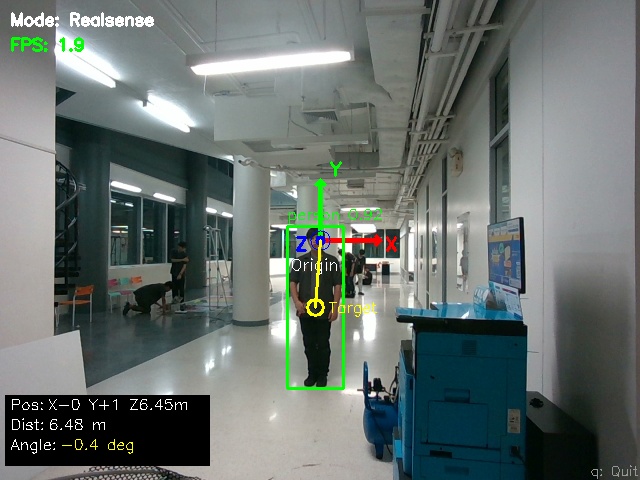 Mode: Realsense
FPS: 1.9
Y
person 0.92
Z
X
Origin
Target
Pos: X-0 Y+1 Z6.45m
Dist: 6.48 m
Angle: -0.4 deg
q: Quit